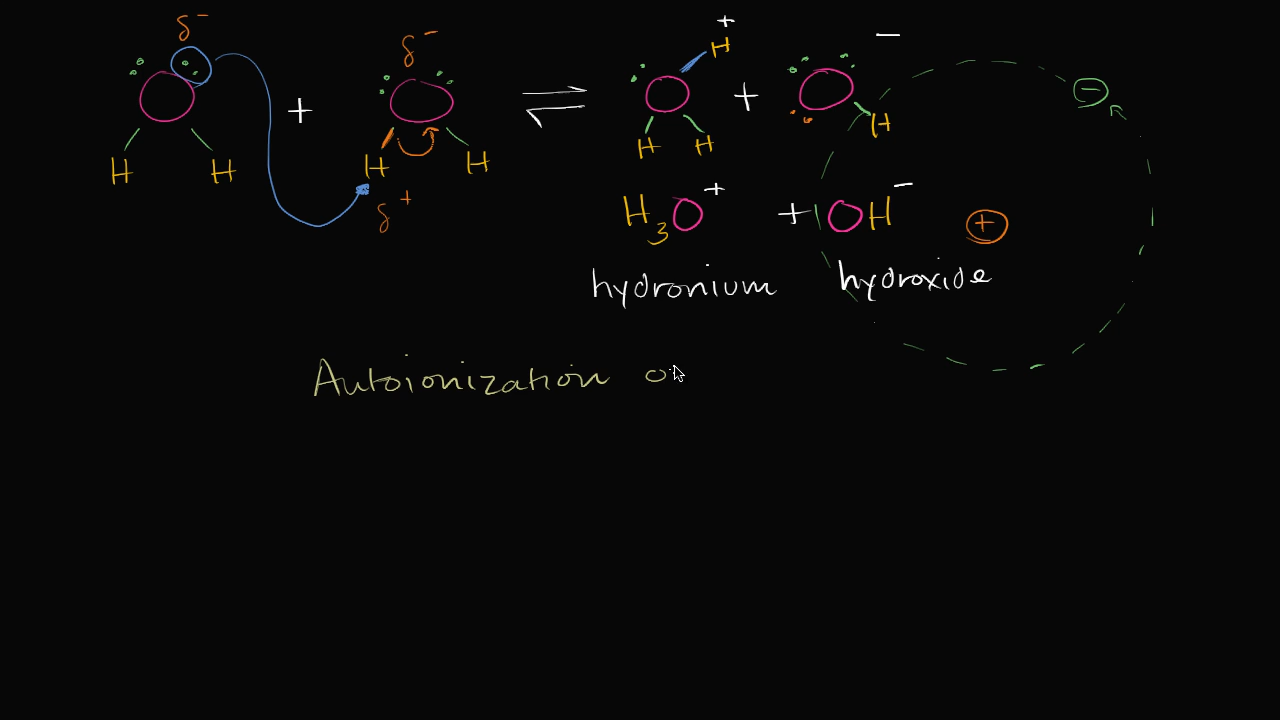 δ⁻ δ⁻ + −
H + O
H H + H H ⇌ H H + H
δ⁺
H₃O⁺ + OH⁻ +
hydronium hydroxide
Autoionization o